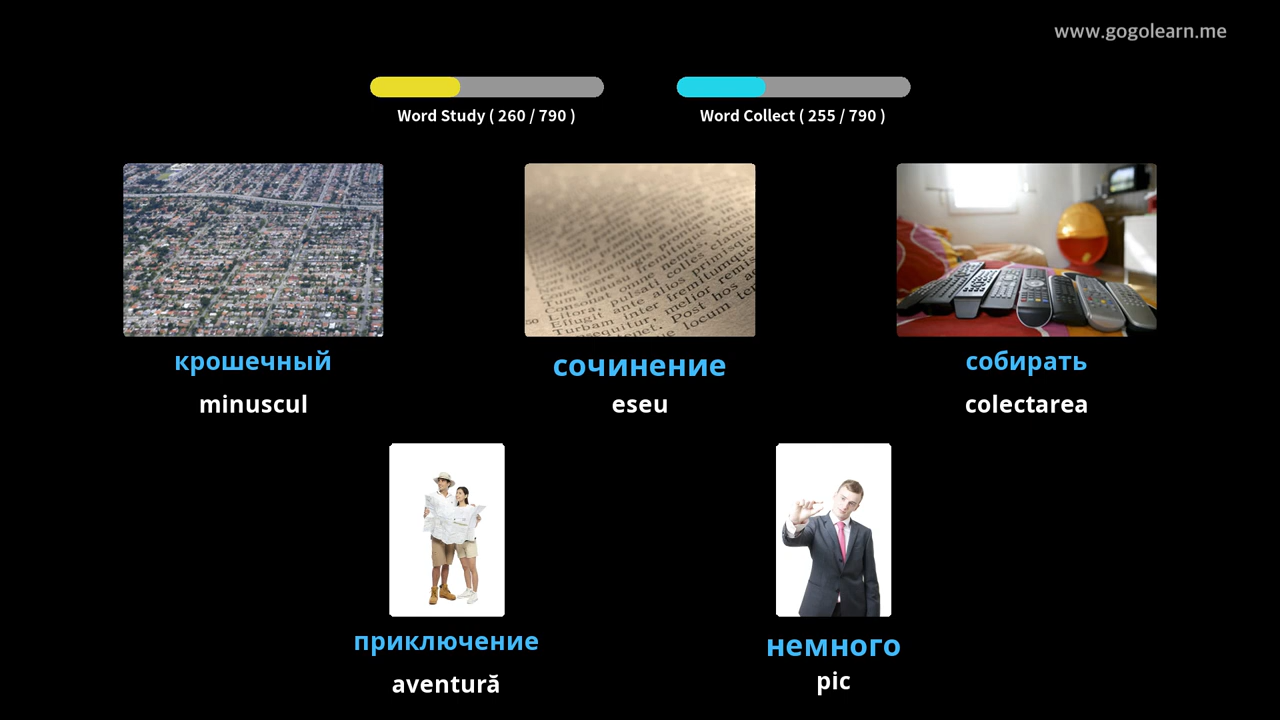 www.gogolearn.me
Word Study ( 260 / 790 )
Word Collect ( 255 / 790 )
крошечный
minuscul
сочинение
eseu
собирать
colectarea
приключение
aventură
немного
pic